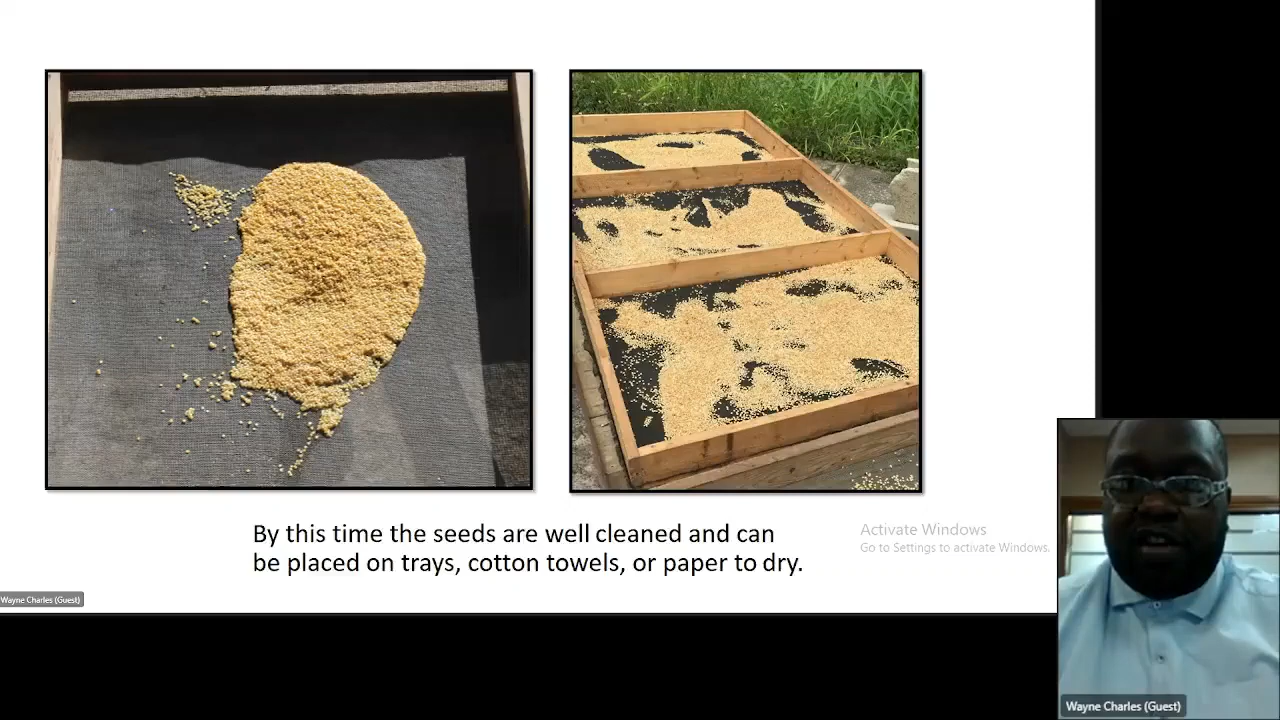 By this time the seeds are well cleaned and can
be placed on trays, cotton towels, or paper to dry.
Activate Windows
Go to Settings to activate Windows.
Wayne Charles (Guest)
Wayne Charles (Guest)